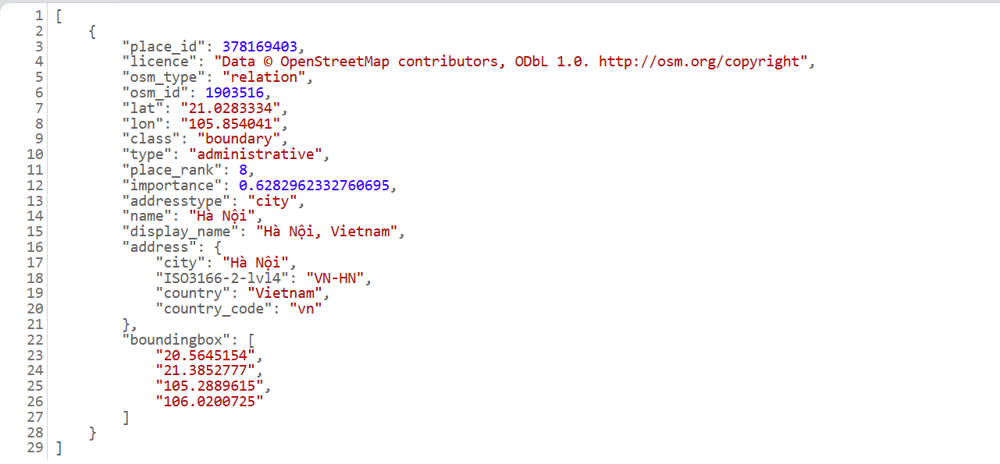 1 [
2     {
3         "place_id": 378169403,
4         "licence": "Data © OpenStreetMap contributors, ODbL 1.0. http://osm.org/copyright",
5         "osm_type": "relation",
6         "osm_id": 1903516,
7         "lat": "21.0283334",
8         "lon": "105.854041",
9         "class": "boundary",
10         "type": "administrative",
11         "place_rank": 8,
12         "importance": 0.6282962332760695,
13         "addresstype": "city",
14         "name": "Hà Nội",
15         "display_name": "Hà Nội, Vietnam",
16         "address": {
17             "city": "Hà Nội",
18             "ISO3166-2-lvl4": "VN-HN",
19             "country": "Vietnam",
20             "country_code": "vn"
21         },
22         "boundingbox": [
23             "20.5645154",
24             "21.3852777",
25             "105.2889615",
26             "106.0200725"
27         ]
28     }
29 ]